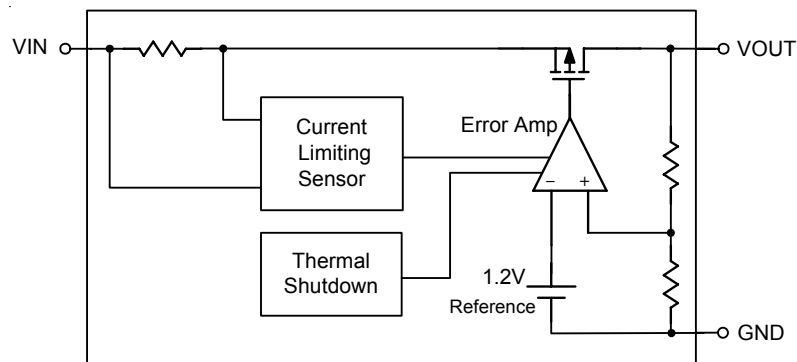 VIN
VOUT
Error Amp
Current
Limiting
Sensor
− +
Thermal
Shutdown
1.2V
Reference
GND